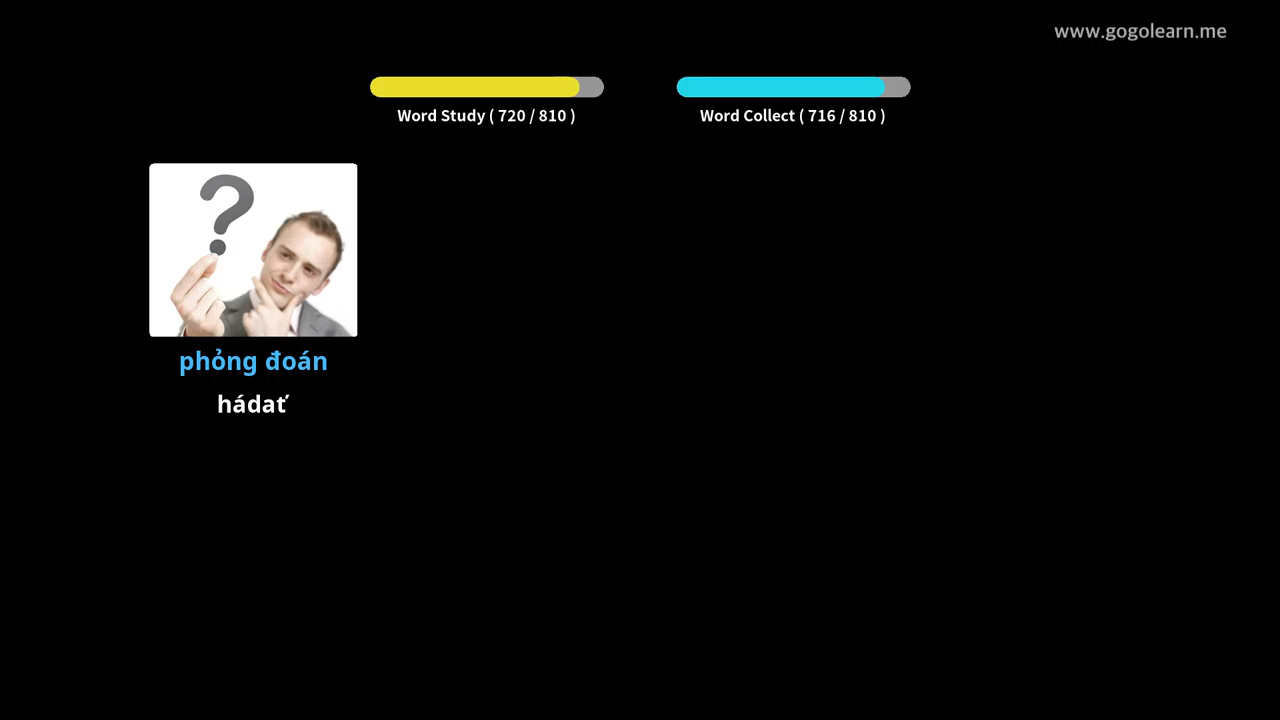 www.gogolearn.me
Word Study ( 720 / 810 )
Word Collect ( 716 / 810 )
?
phỏng đoán
hádať